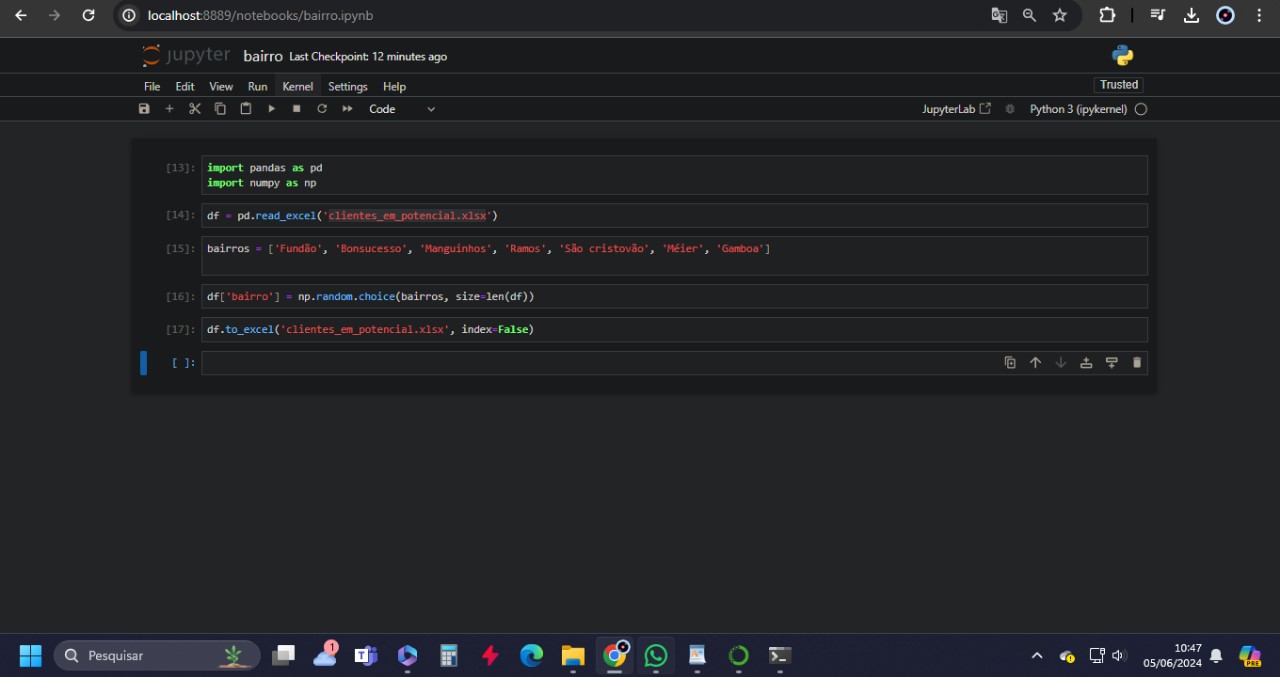 localhost:8889/notebooks/bairro.ipynb
jupyter bairro Last Checkpoint: 12 minutes ago
File Edit View Run Kernel Settings Help
Trusted
Code
JupyterLab
Python 3 (ipykernel)
[13]: import pandas as pd
import numpy as np
[14]: df = pd.read_excel('clientes_em_potencial.xlsx')
[15]: bairros = ['Fundão', 'Bonsucesso', 'Manguinhos', 'Ramos', 'São cristovão', 'Méier', 'Gamboa']
[16]: df['bairro'] = np.random.choice(bairros, size=len(df))
[17]: df.to_excel('clientes_em_potencial.xlsx', index=False)
[ ]:
Pesquisar
1
10:47
05/06/2024
PRE